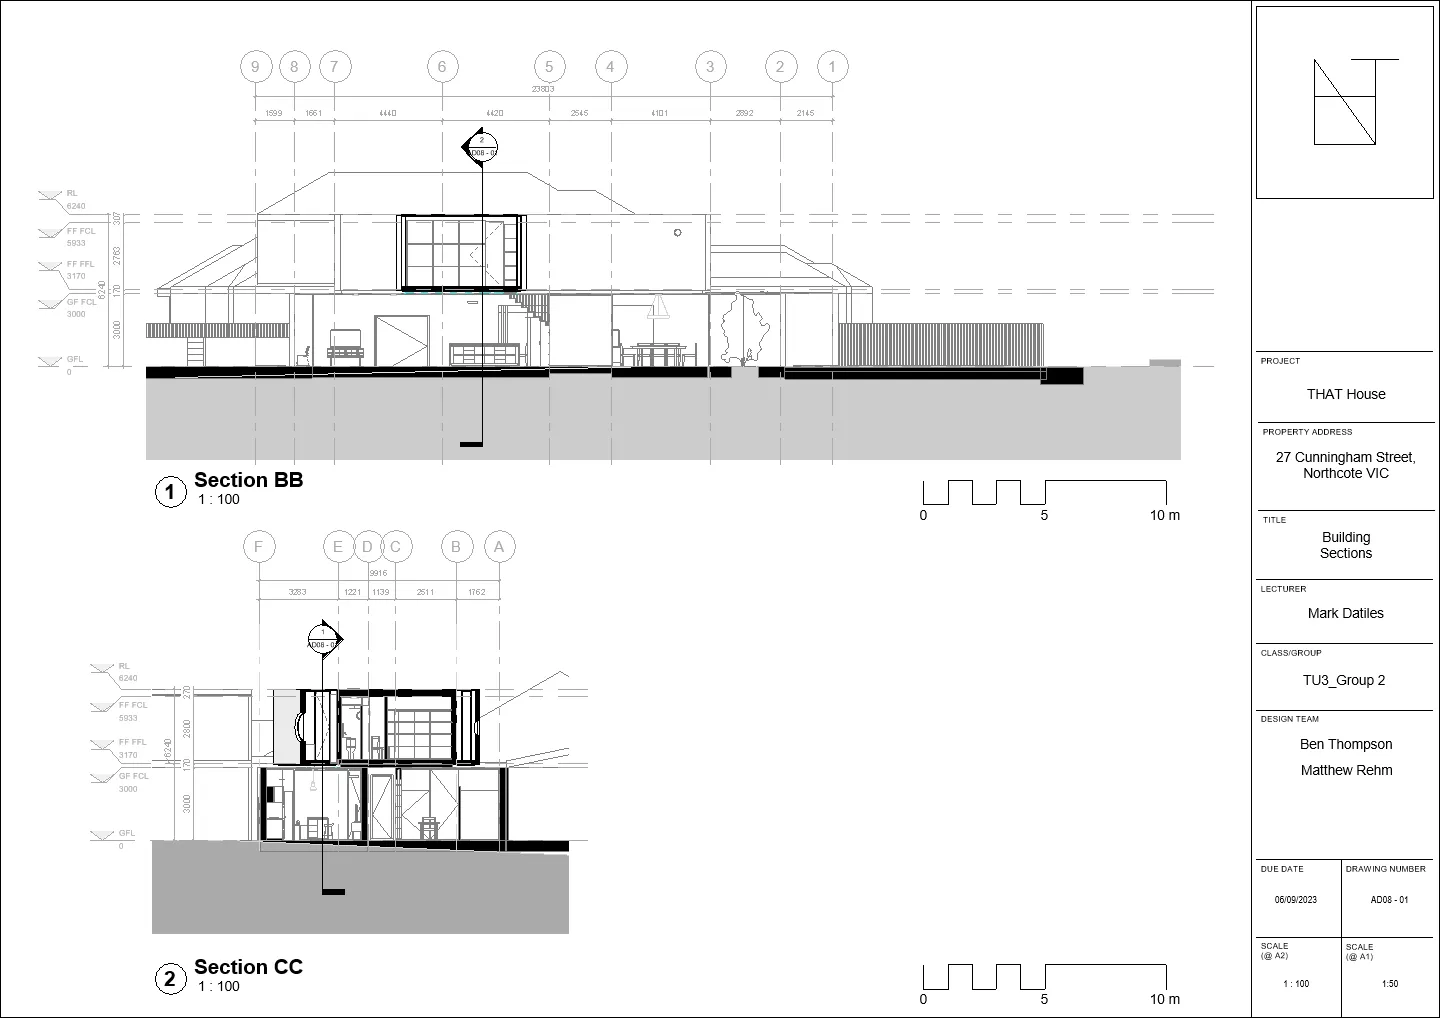 9 8 7 6 5 4 3 2 1
23803
1599 1661 4440 4420 2545 4101 2892 2145
2
AD08 - 01
RL
6240
FF FCL
5933
FF FFL
3170
GF FCL
3000
GFL
0
307
2763
170
3000
6240
1
Section BB
1 : 100
0 5 10 m
F E D C B A
9916
3283 1221 1139 2511 1762
1
AD08 - 01
RL
6240
FF FCL
5933
FF FFL
3170
GF FCL
3000
GFL
0
270
2800
170
3000
6240
2
Section CC
1 : 100
0 5 10 m
PROJECT
THAT House
PROPERTY ADDRESS
27 Cunningham Street,
Northcote VIC
TITLE
Building
Sections
LECTURER
Mark Datiles
CLASS/GROUP
TU3_Group 2
DESIGN TEAM
Ben Thompson
Matthew Rehm
DUE DATE
06/09/2023
DRAWING NUMBER
AD08 - 01
SCALE
(@ A2)
1 : 100
SCALE
(@ A1)
1:50